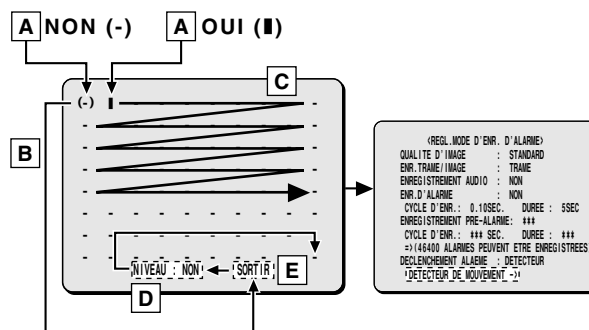 A NON (-) A OUI (▮)
C
(-) ▮
B
NIVEAU : NON SORTIR E
D
<REGL.MODE D'ENR. D'ALARME>
QUALITE D'IMAGE : STANDARD
ENR.TRAME/IMAGE : TRAME
ENREGISTREMENT AUDIO : NON
ENR.D'ALARME : NON
CYCLE D'ENR.: 0.10SEC. DUREE : 5SEC
ENREGISTREMENT PRE-ALARME: ***
CYCLE D'ENR.: *** SEC. DUREE : ***
=>(46400 ALARMES PEUVENT ETRE ENREGISTREES)
DECLENCHEMENT ALAEME : DETECTEUR
DETECTEUR DE MOUVEMENT ->